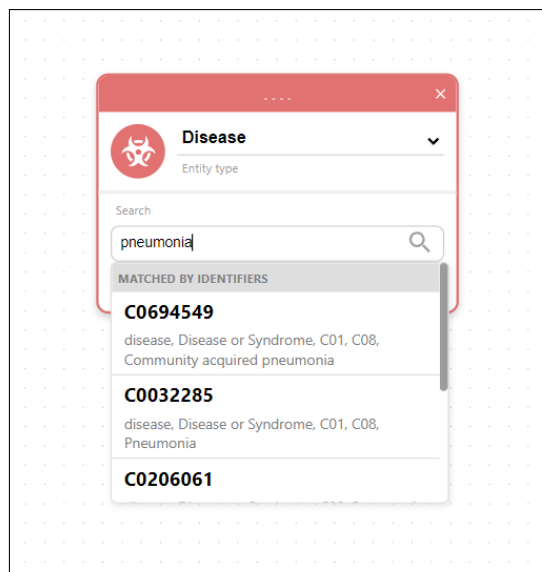 Disease
Entity type
Search
pneumonia
MATCHED BY IDENTIFIERS
C0694549
disease, Disease or Syndrome, C01, C08,
Community acquired pneumonia
C0032285
disease, Disease or Syndrome, C01, C08,
Pneumonia
C0206061